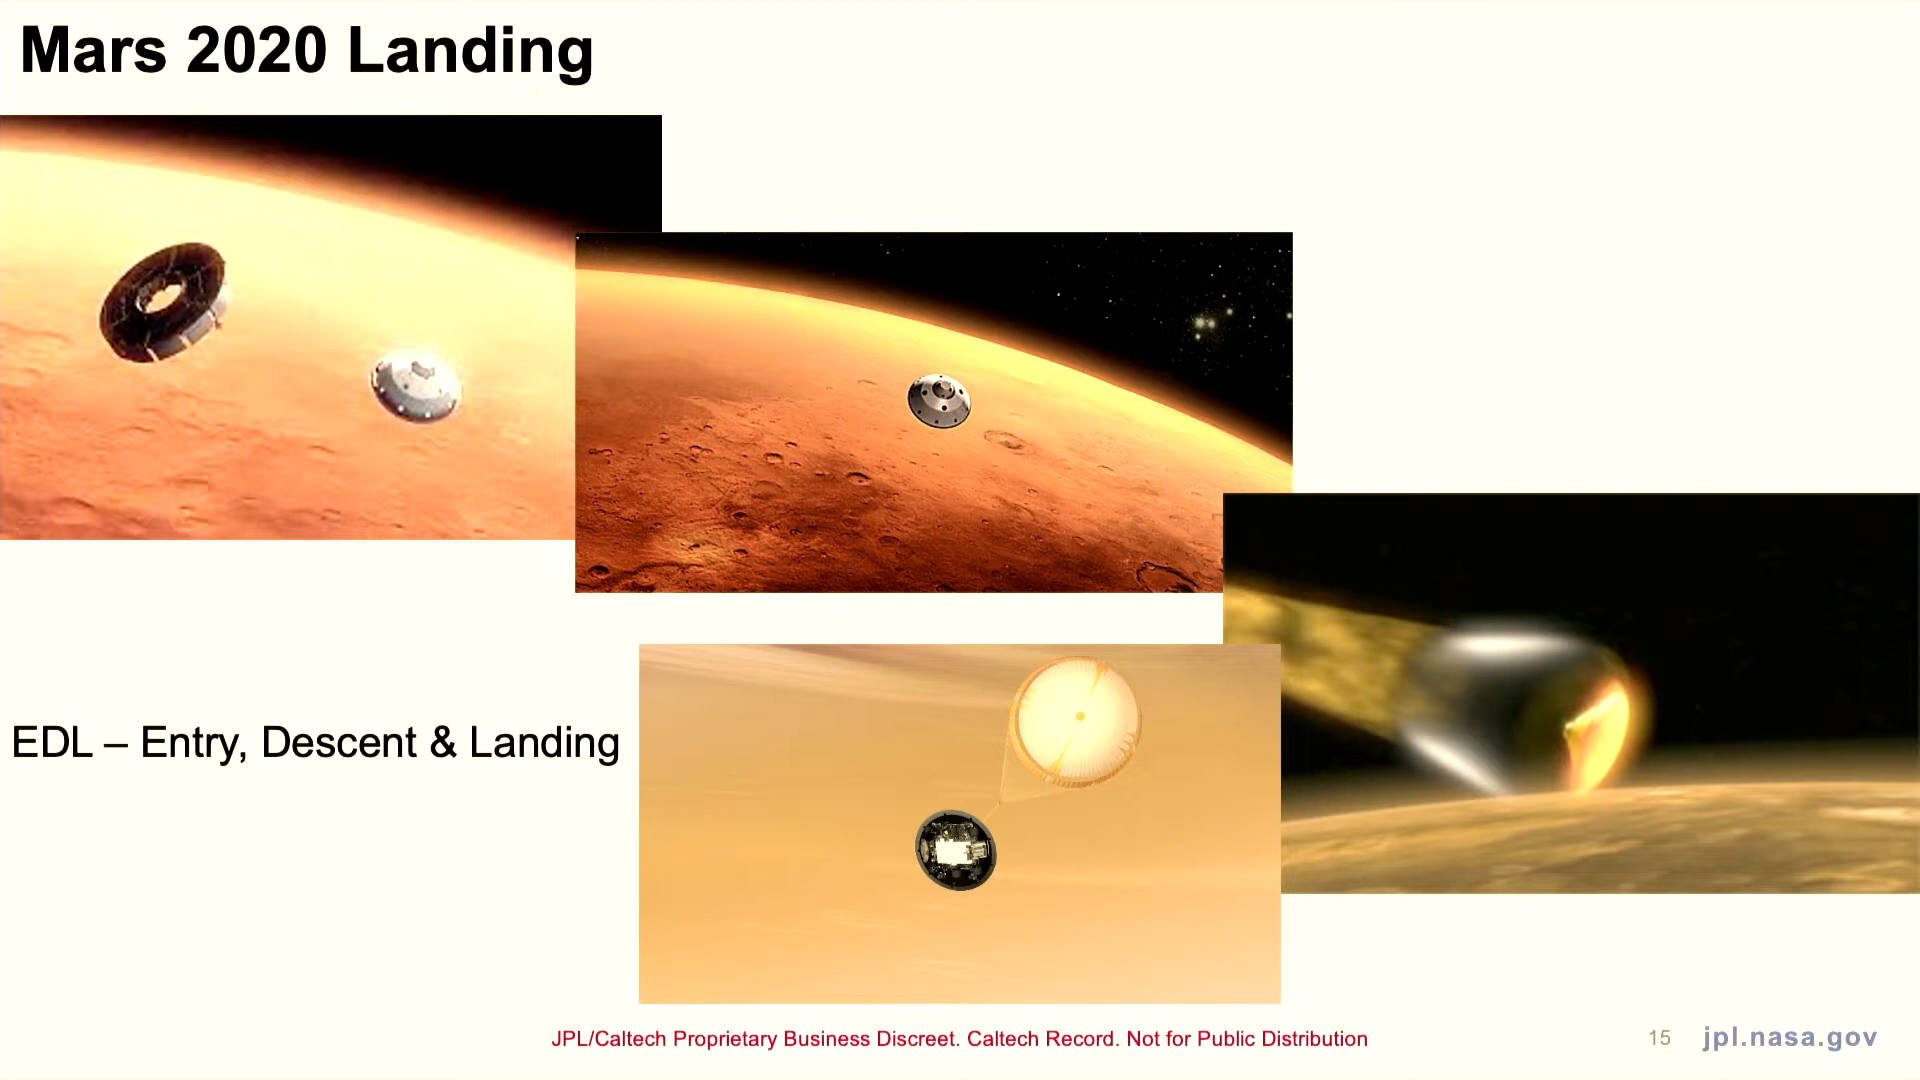 Mars 2020 Landing
EDL – Entry, Descent & Landing
JPL/Caltech Proprietary Business Discreet. Caltech Record. Not for Public Distribution
15 jpl.nasa.gov